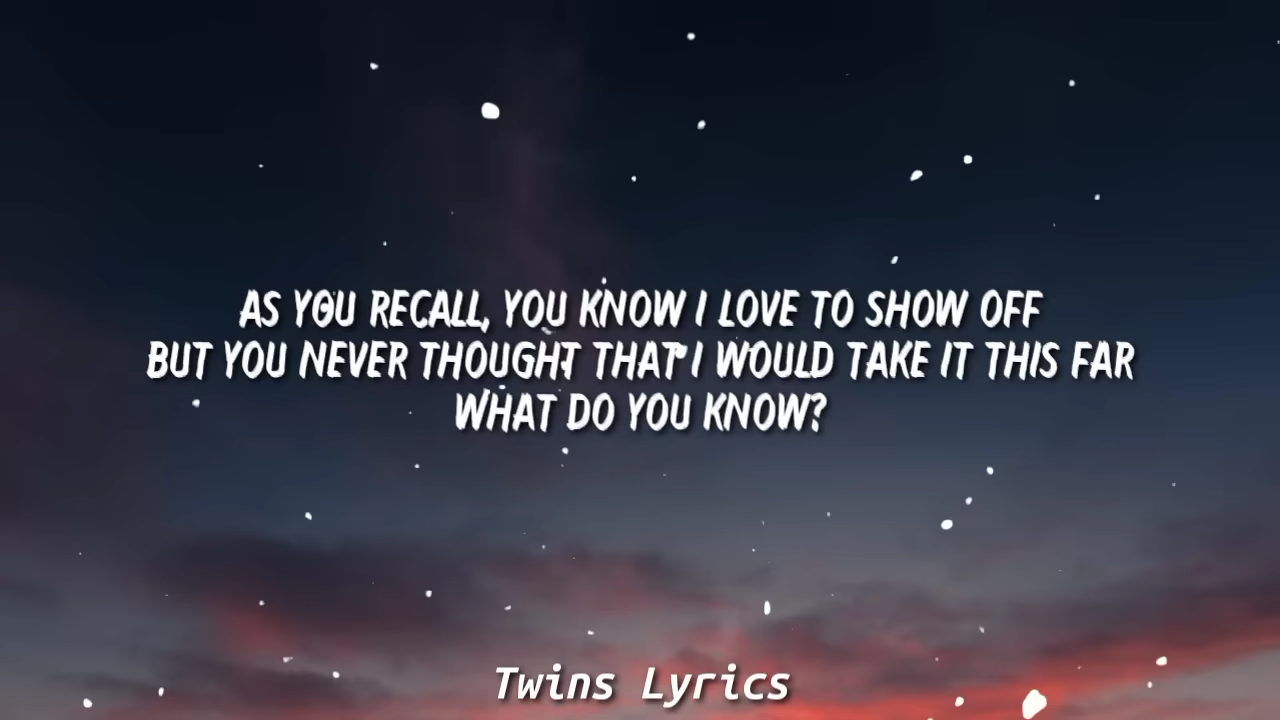 AS YOU RECALL, YOU KNOW I LOVE TO SHOW OFF
BUT YOU NEVER THOUGHT THAT I WOULD TAKE IT THIS FAR
WHAT DO YOU KNOW?
Twins Lyrics